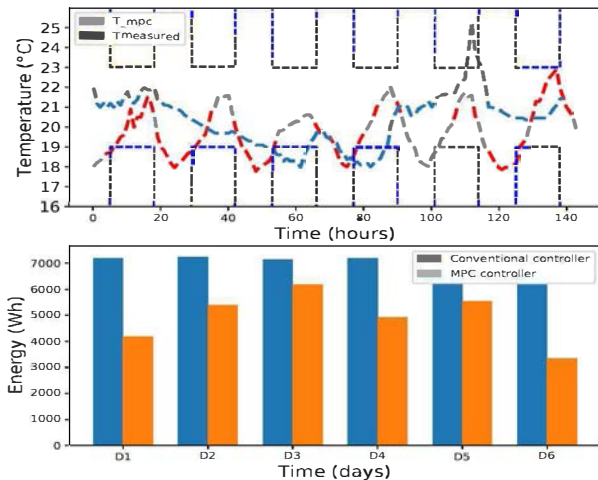 25
24
23
22
21
20
19
18
17
16
Temperature (°C)
T_mpc
Tmeasured
0
20
40
60
80
100
120
140
Time (hours)
7000
6000
5000
4000
3000
2000
1000
0
Energy (Wh)
Conventional controller
MPC controller
D1
D2
D3
D4
D5
D6
Time (days)